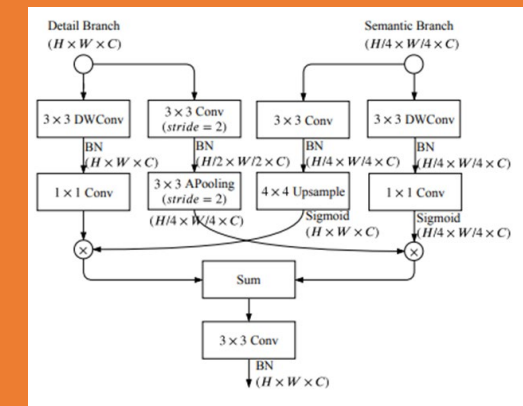 Detail Branch
(H × W × C)
Semantic Branch
(H/4 × W/4 × C)
3 × 3 DWConv
3 × 3 Conv
(stride = 2)
3 × 3 Conv
3 × 3 DWConv
BN
(H × W × C)
BN
(H/2 × W/2 × C)
BN
(H/4 × W/4 × C)
BN
(H/4 × W/4 × C)
1 × 1 Conv
3 × 3 APooling
(stride = 2)
4 × 4 Upsample
1 × 1 Conv
(H/4 × W/4 × C)
Sigmoid
(H × W × C)
Sigmoid
(H/4 × W/4 × C)
×
×
Sum
3 × 3 Conv
BN
(H × W × C)